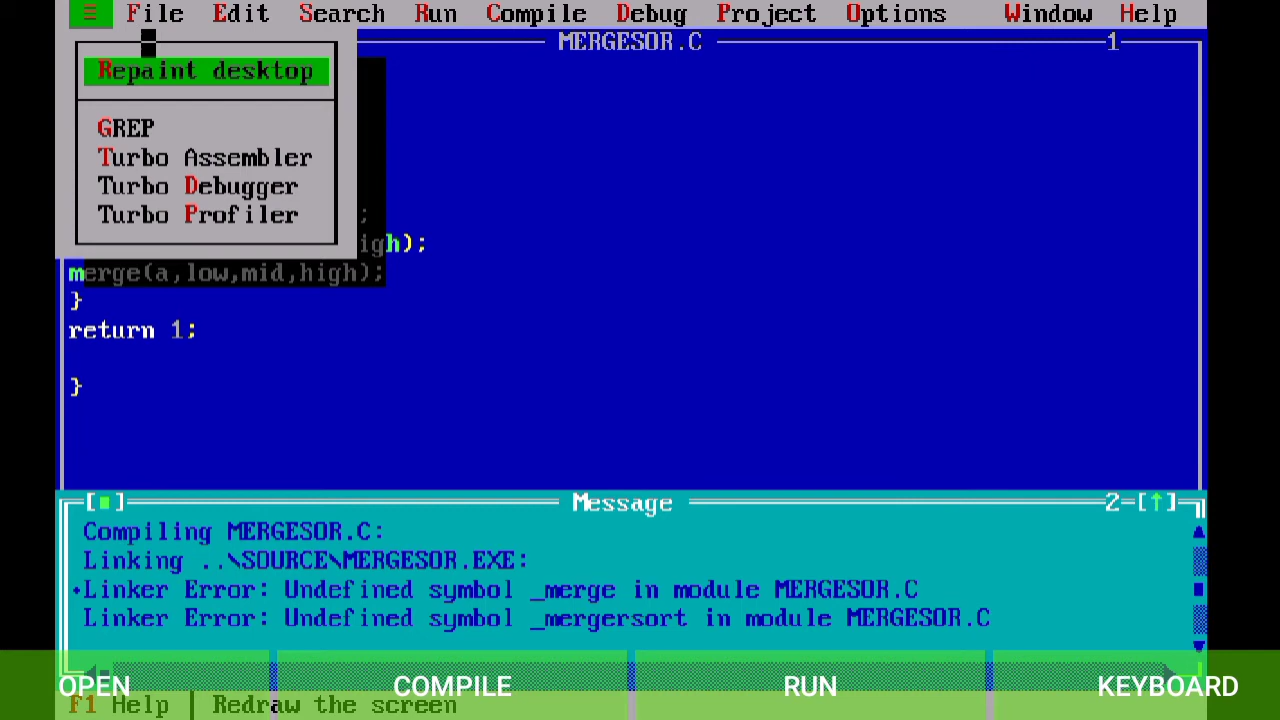 ≡ File Edit Search Run Compile Debug Project Options Window Help
MERGESOR.C 1
Repaint desktop
GREP
Turbo Assembler
Turbo Debugger
Turbo Profiler
;
igh);
merge(a,low,mid,high);
}
return 1;
}
[■] Message 2=[↑]
Compiling MERGESOR.C:
Linking ..\SOURCE\MERGESOR.EXE:
•Linker Error: Undefined symbol _merge in module MERGESOR.C
Linker Error: Undefined symbol _mergersort in module MERGESOR.C
OPEN COMPILE RUN KEYBOARD
F1 Help | Redraw the screen